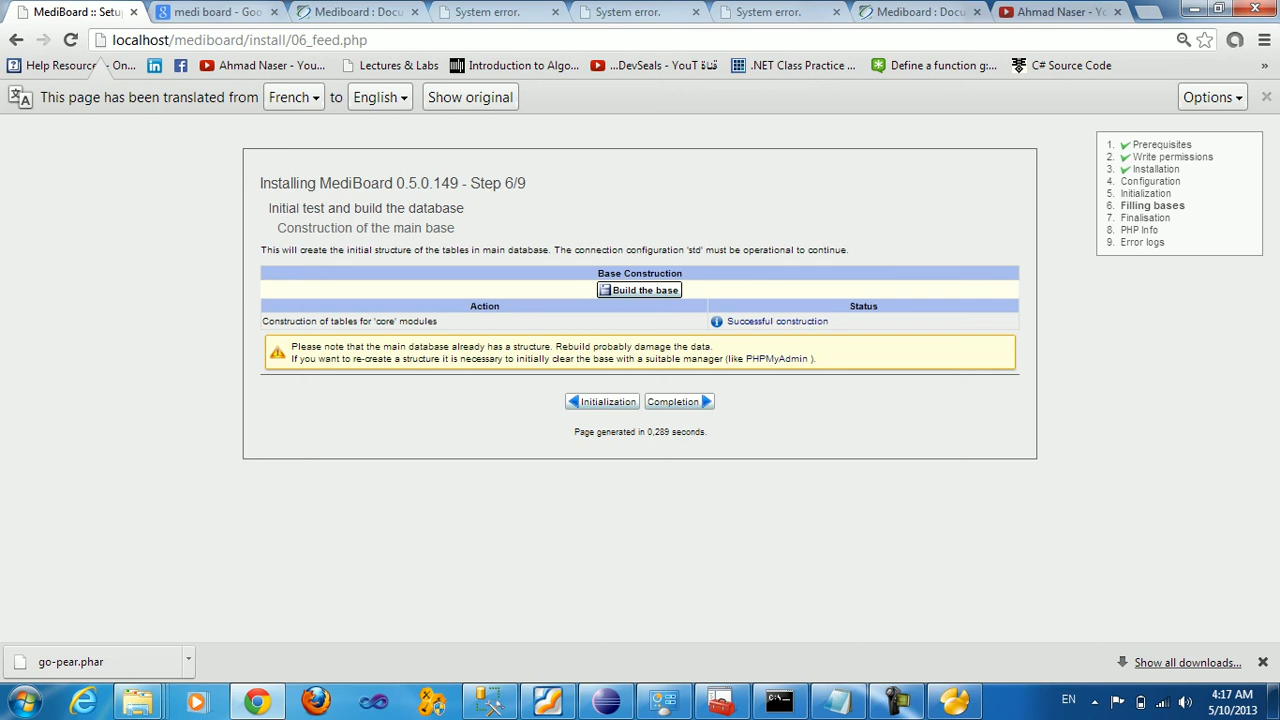 MediBoard :: Setu
medi board - Goo
Mediboard : Docu
System error.
System error.
System error.
Mediboard : Docu
Ahmad Naser - Yo
localhost/mediboard/install/06_feed.php
Help Resource
- On...
Ahmad Naser - You...
Lectures & Labs
Introduction to Algo...
...DevSeals - YouT
.NET Class Practice ...
Define a function g:...
C# Source Code
»
This page has been translated from French to English Show original Options
Installing MediBoard 0.5.0.149 - Step 6/9
Initial test and build the database
Construction of the main base
This will create the initial structure of the tables in main database. The connection configuration 'std' must be operational to continue.
Base Construction
Build the base
Action Status
Construction of tables for 'core' modules Successful construction
Please note that the main database already has a structure. Rebuild probably damage the data.
If you want to re-create a structure it is necessary to initially clear the base with a suitable manager (like PHPMyAdmin ).
Initialization Completion
Page generated in 0,289 seconds.
1. Prerequisites
2. Write permissions
3. Installation
4. Configuration
5. Initialization
6. Filling bases
7. Finalisation
8. PHP Info
9. Error logs
go-pear.phar
Show all downloads...
EN
4:17 AM
5/10/2013